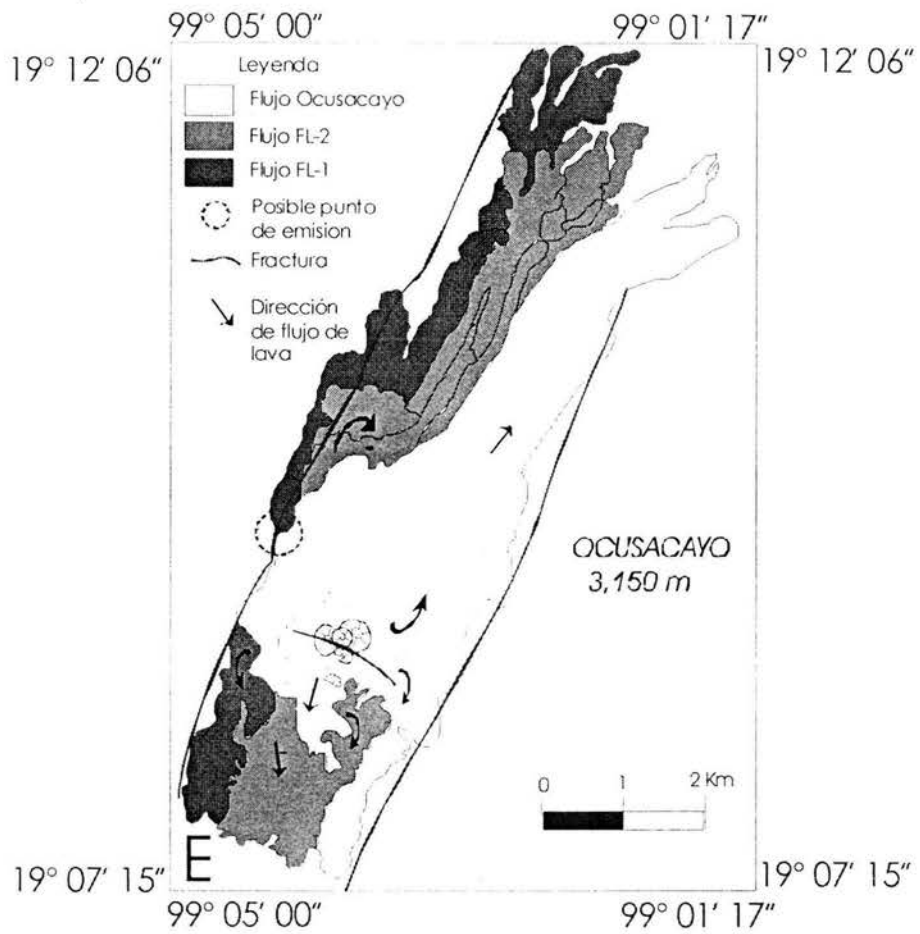 99° 05' 00"
99° 01' 17"
19° 12' 06"
19° 12' 06"
Leyenda
Flujo Ocusacayo
Flujo FL-2
Flujo FL-1
Posible punto
de emision
Fractura
Dirección
de flujo de
lava
OCUSACAYO
3,150 m
0 1 2 Km
E
19° 07' 15"
19° 07' 15"
99° 05' 00"
99° 01' 17"